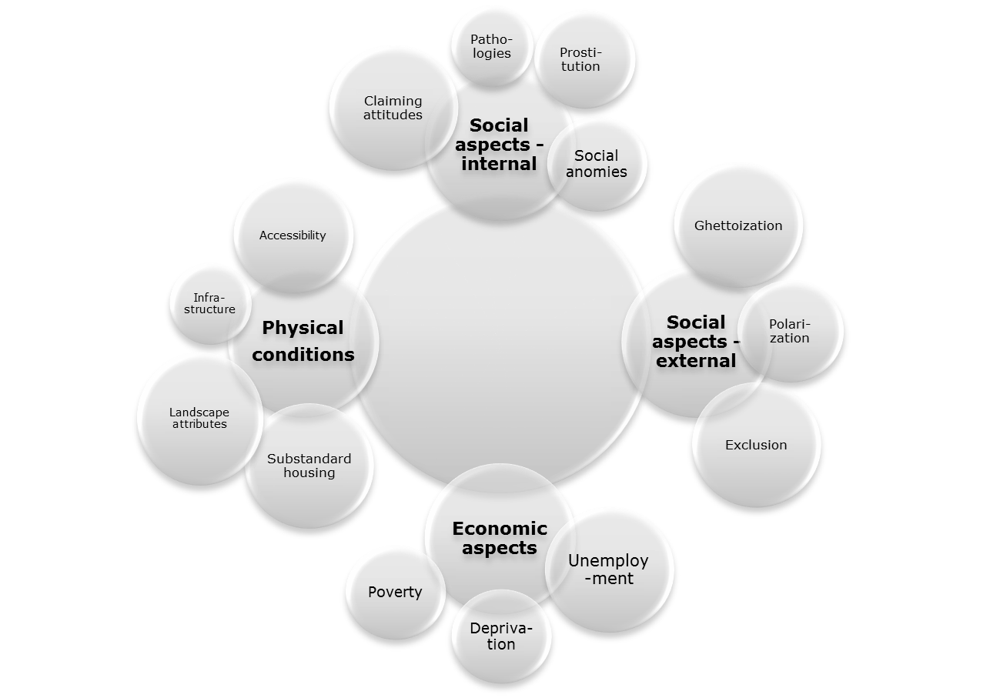 Patho-
logies
Prosti-
tution
Claiming
attitudes
Social
aspects -
internal
Social
anomies
Ghettoization
Accessibility
Infra-
structure
Physical
conditions
Social
aspects -
external
Polari-
zation
Landscape
attributes
Substandard
housing
Exclusion
Economic
aspects
Unemploy
-ment
Poverty
Depriva-
tion